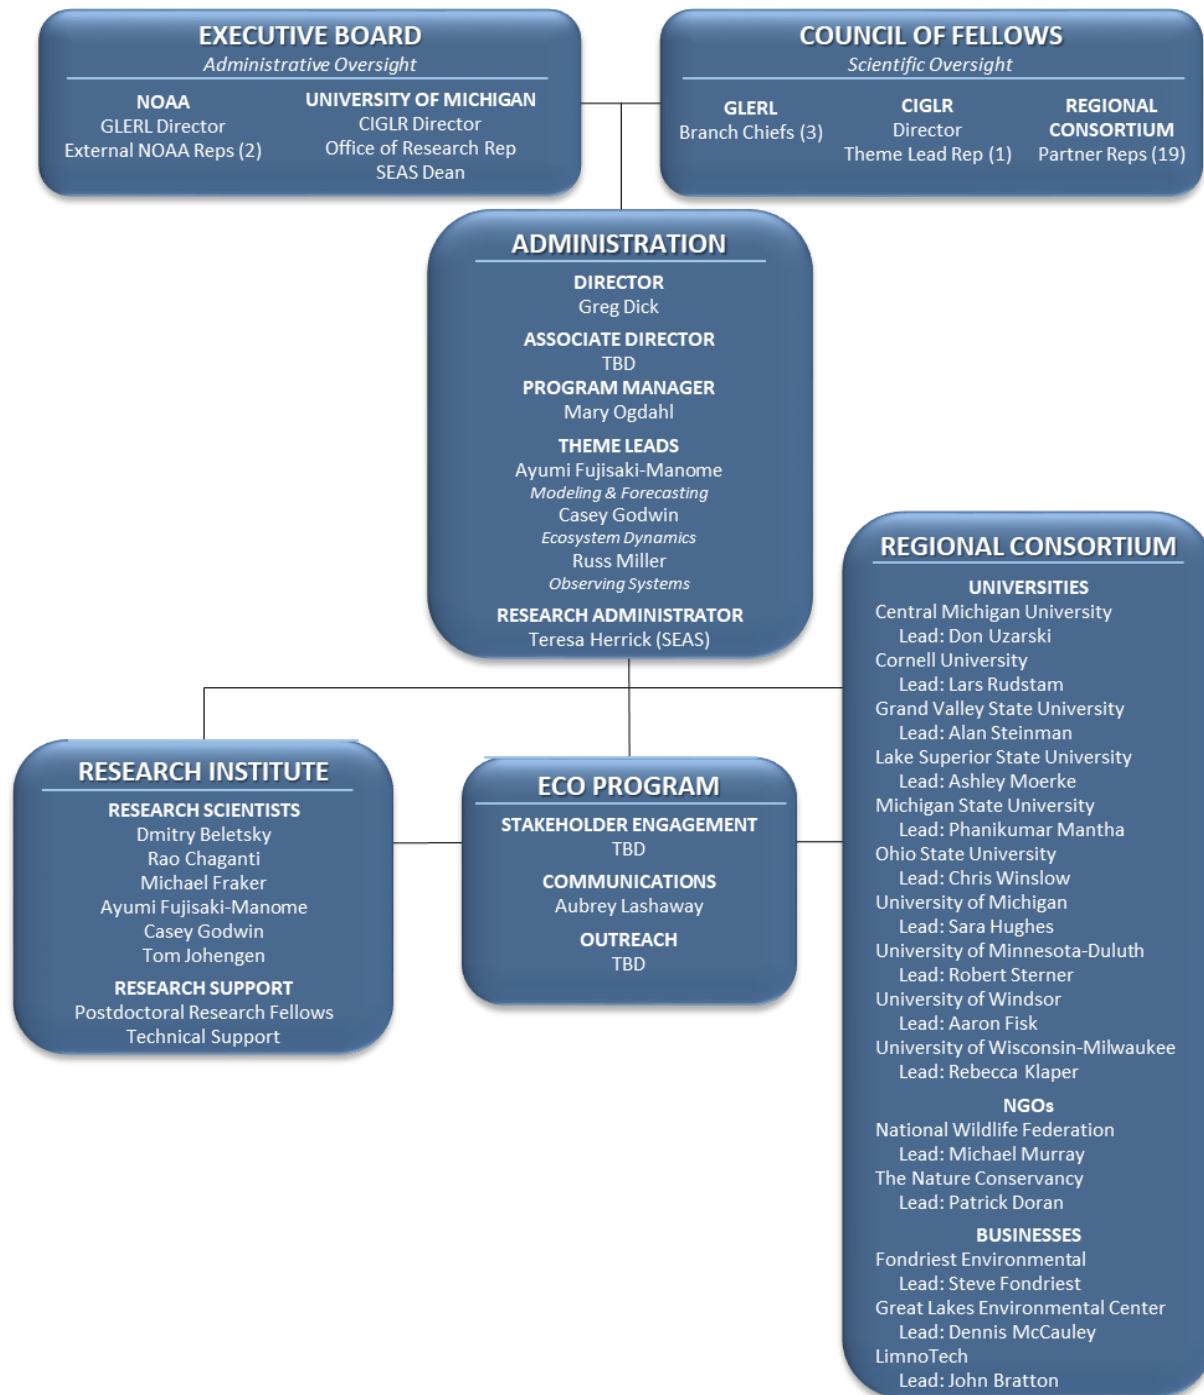 EXECUTIVE BOARD
Administrative Oversight
NOAA
GLERL Director
External NOAA Reps (2)
UNIVERSITY OF MICHIGAN
CIGLR Director
Office of Research Rep
SEAS Dean
COUNCIL OF FELLOWS
Scientific Oversight
GLERL
Branch Chiefs (3)
CIGLR
Director
Theme Lead Rep (1)
REGIONAL
CONSORTIUM
Partner Reps (19)
ADMINISTRATION
DIRECTOR
Greg Dick
ASSOCIATE DIRECTOR
TBD
PROGRAM MANAGER
Mary Ogdahl
THEME LEADS
Ayumi Fujisaki-Manome
Modeling & Forecasting
Casey Godwin
Ecosystem Dynamics
Russ Miller
Observing Systems
RESEARCH ADMINISTRATOR
Teresa Herrick (SEAS)
RESEARCH INSTITUTE
RESEARCH SCIENTISTS
Dmitry Beletsky
Rao Chaganti
Michael Fraker
Ayumi Fujisaki-Manome
Casey Godwin
Tom Johengen
RESEARCH SUPPORT
Postdoctoral Research Fellows
Technical Support
ECO PROGRAM
STAKEHOLDER ENGAGEMENT
TBD
COMMUNICATIONS
Aubrey Lashaway
OUTREACH
TBD
REGIONAL CONSORTIUM
UNIVERSITIES
Central Michigan University
Lead: Don Uzarski
Cornell University
Lead: Lars Rudstam
Grand Valley State University
Lead: Alan Steinman
Lake Superior State University
Lead: Ashley Moerke
Michigan State University
Lead: Phanikumar Mantha
Ohio State University
Lead: Chris Winslow
University of Michigan
Lead: Sara Hughes
University of Minnesota-Duluth
Lead: Robert Sterner
University of Windsor
Lead: Aaron Fisk
University of Wisconsin-Milwaukee
Lead: Rebecca Klaper
NGOs
National Wildlife Federation
Lead: Michael Murray
The Nature Conservancy
Lead: Patrick Doran
BUSINESSES
Fondriest Environmental
Lead: Steve Fondriest
Great Lakes Environmental Center
Lead: Dennis McCauley
LimnoTech
Lead: John Bratton